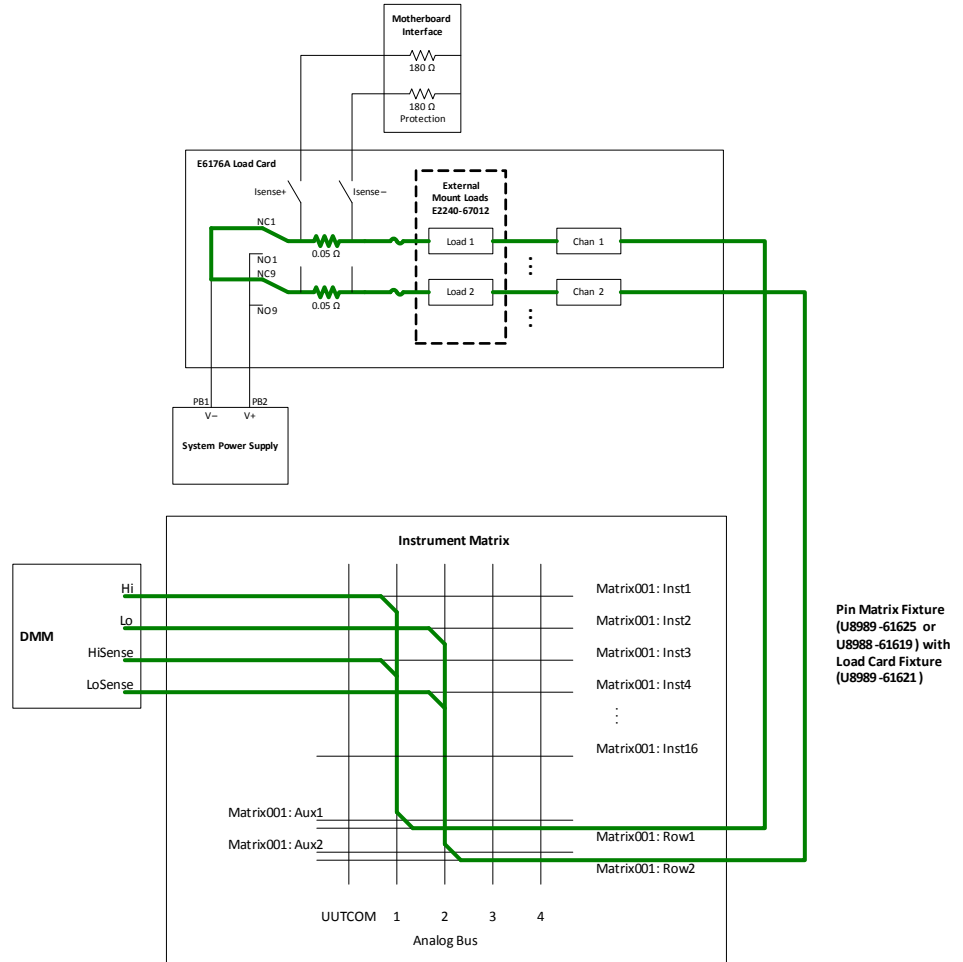 Motherboard
Interface
180 Ω
180 Ω
Protection
E6176A Load Card
External
Mount Loads
E2240-67012
Isense+
Isense–
NC1
0.05 Ω
Load 1
Chan 1
NO1
NC9
0.05 Ω
Load 2
Chan 2
NO9
PB1
PB2
V–
V+
System Power Supply
Instrument Matrix
DMM
Hi
Lo
HiSense
LoSense
Matrix001: Inst1
Matrix001: Inst2
Matrix001: Inst3
Matrix001: Inst4
Matrix001: Inst16
Pin Matrix Fixture
(U8989-61625 or
U8988-61619) with
Load Card Fixture
(U8989-61621)
Matrix001: Aux1
Matrix001: Row1
Matrix001: Aux2
Matrix001: Row2
UUTCOM 1 2 3 4
Analog Bus